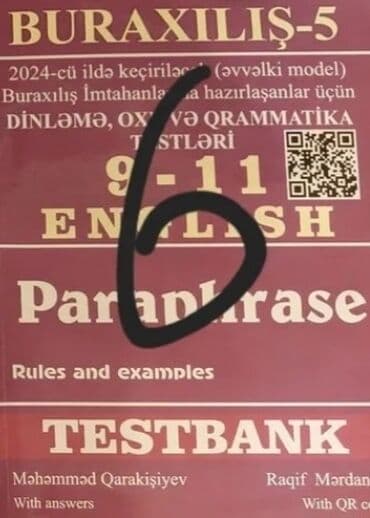 BURAXILIŞ-5
2024-cü ildə keçiriləcək (əvvəlki model)
Buraxılış İmtahanlarına hazırlaşanlar üçün
DİNLƏMƏ, OXU VƏ QRAMMATİKA
TESTLƏRİ
9 - 11
ENGLISH
6
Paraphrase
Rules and examples
TESTBANK
Məhəmməd Qarakişiyev Raqif Mərdan
With answers With QR co